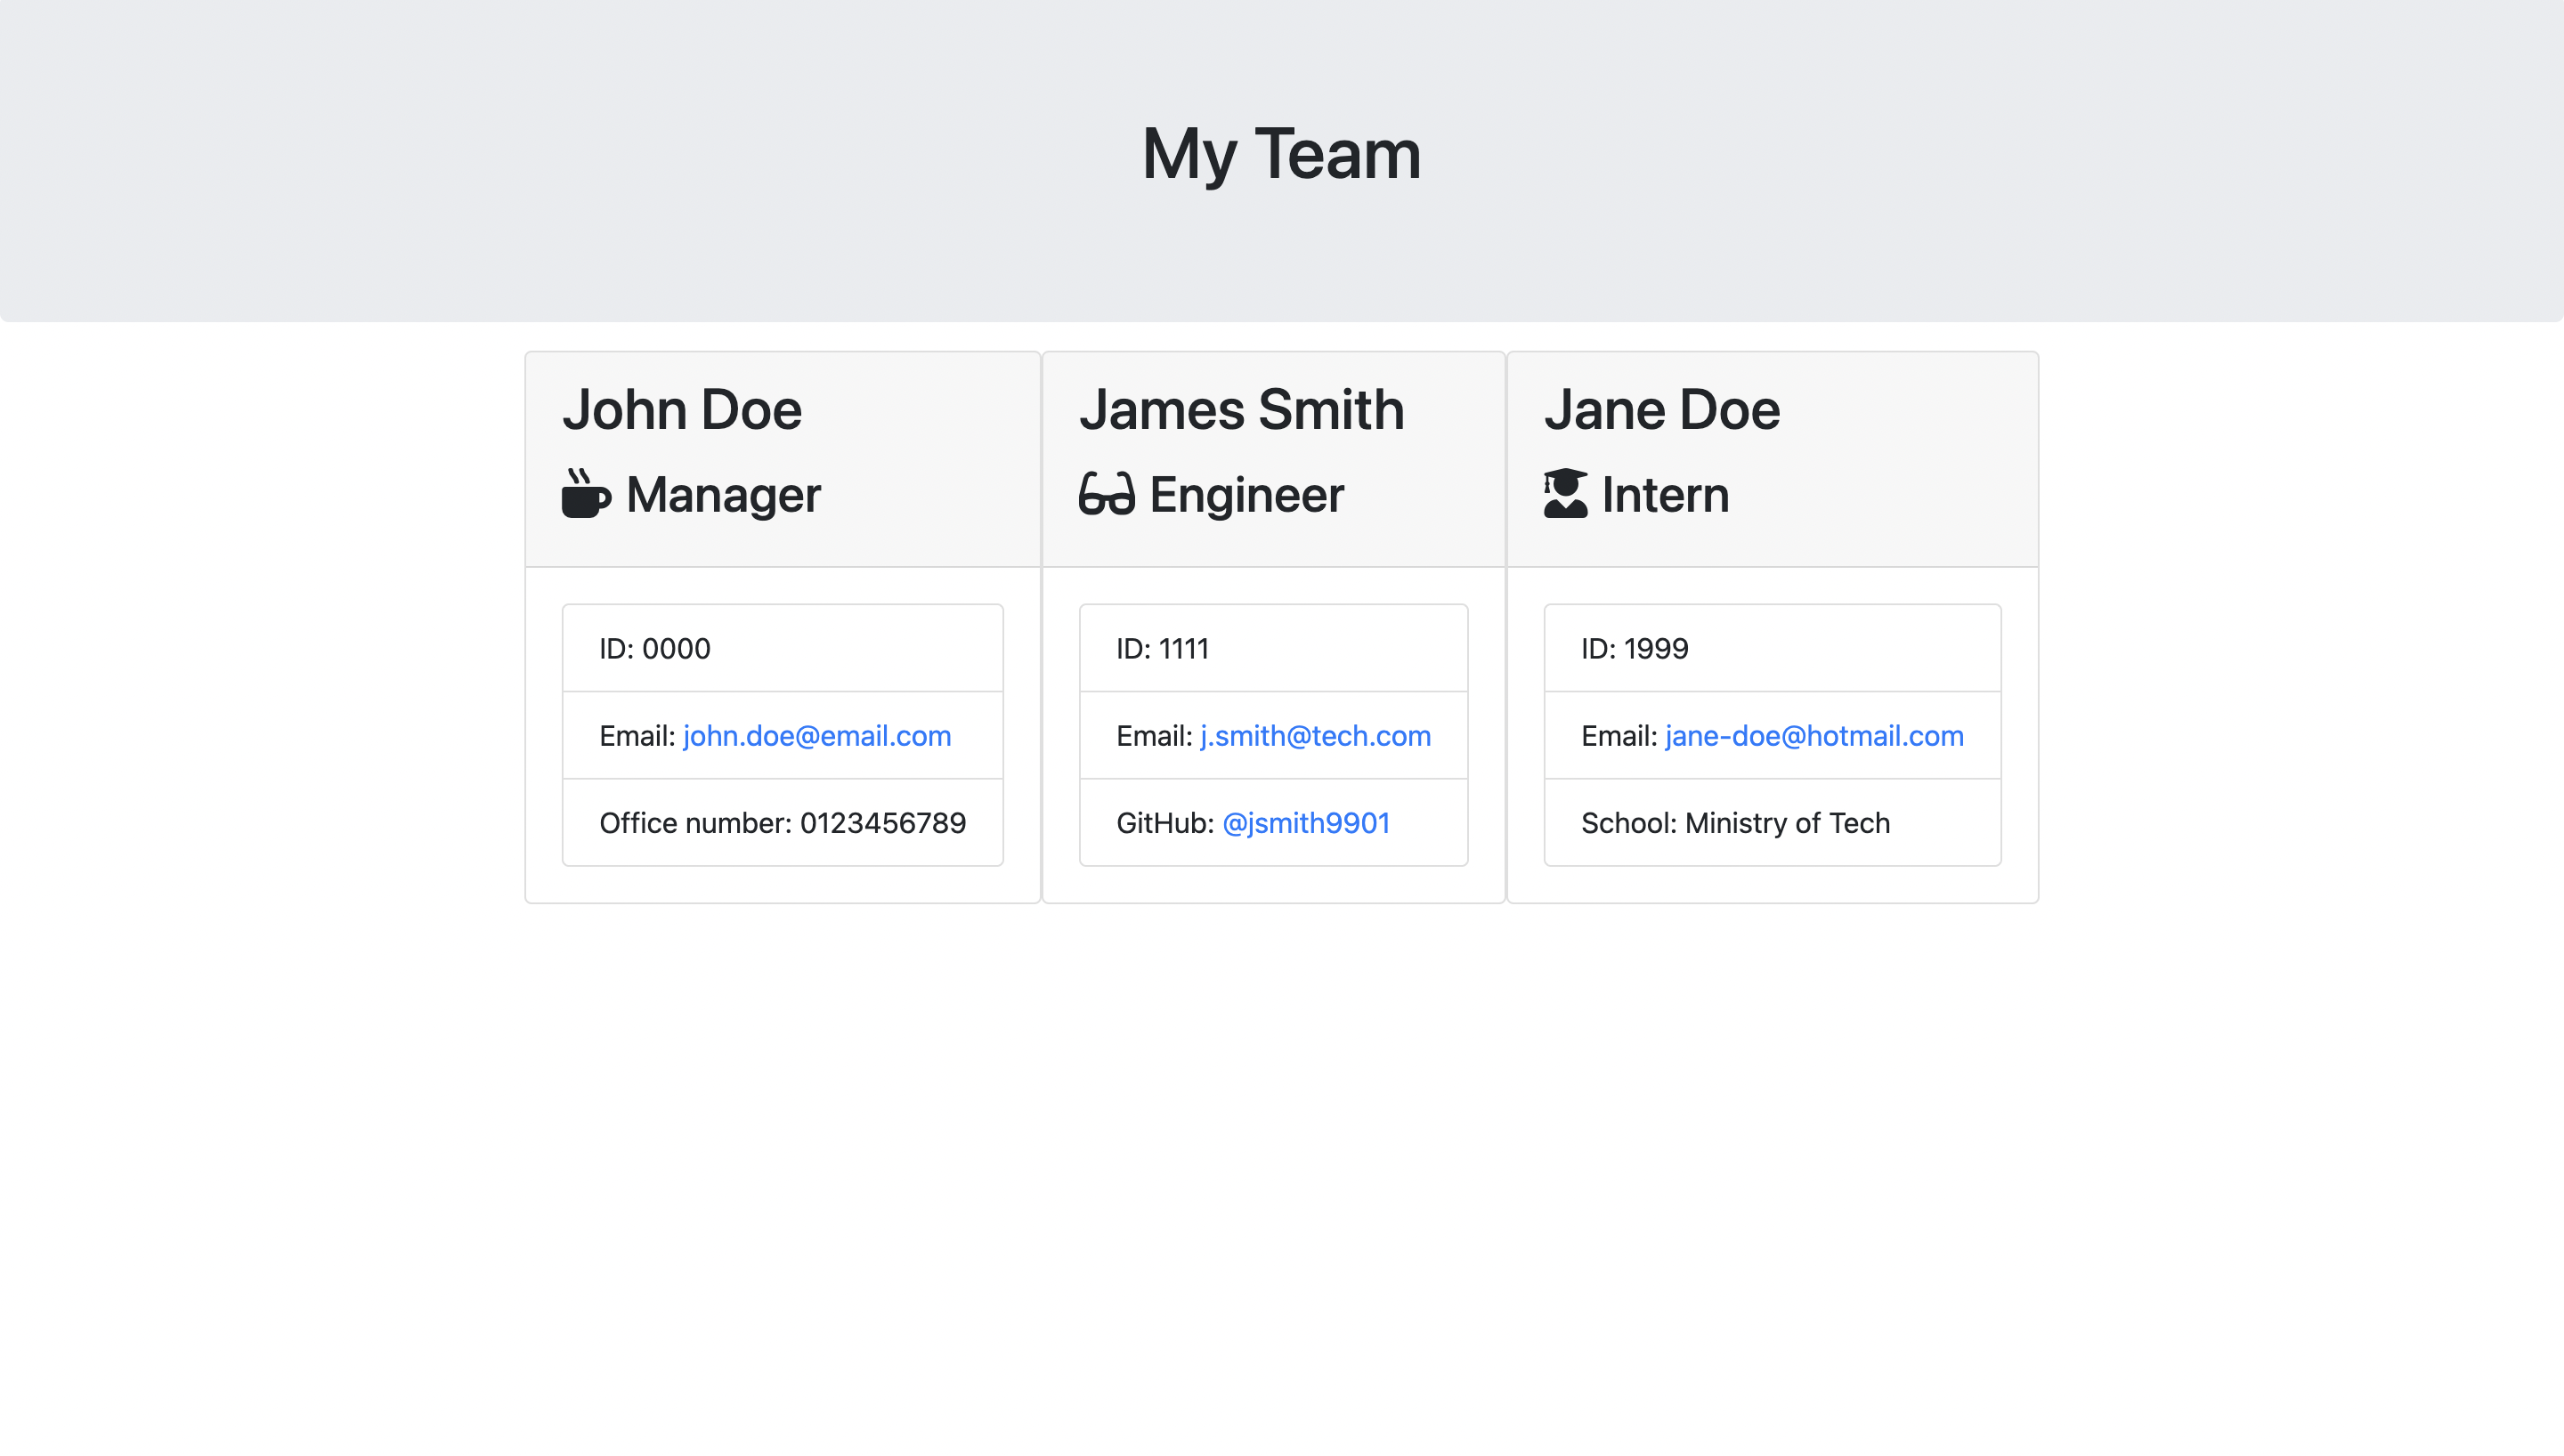 My Team
John Doe
Manager
ID: 0000
Email: john.doe@email.com
Office number: 0123456789
James Smith
Engineer
ID: 1111
Email: j.smith@tech.com
GitHub: @jsmith9901
Jane Doe
Intern
ID: 1999
Email: jane-doe@hotmail.com
School: Ministry of Tech